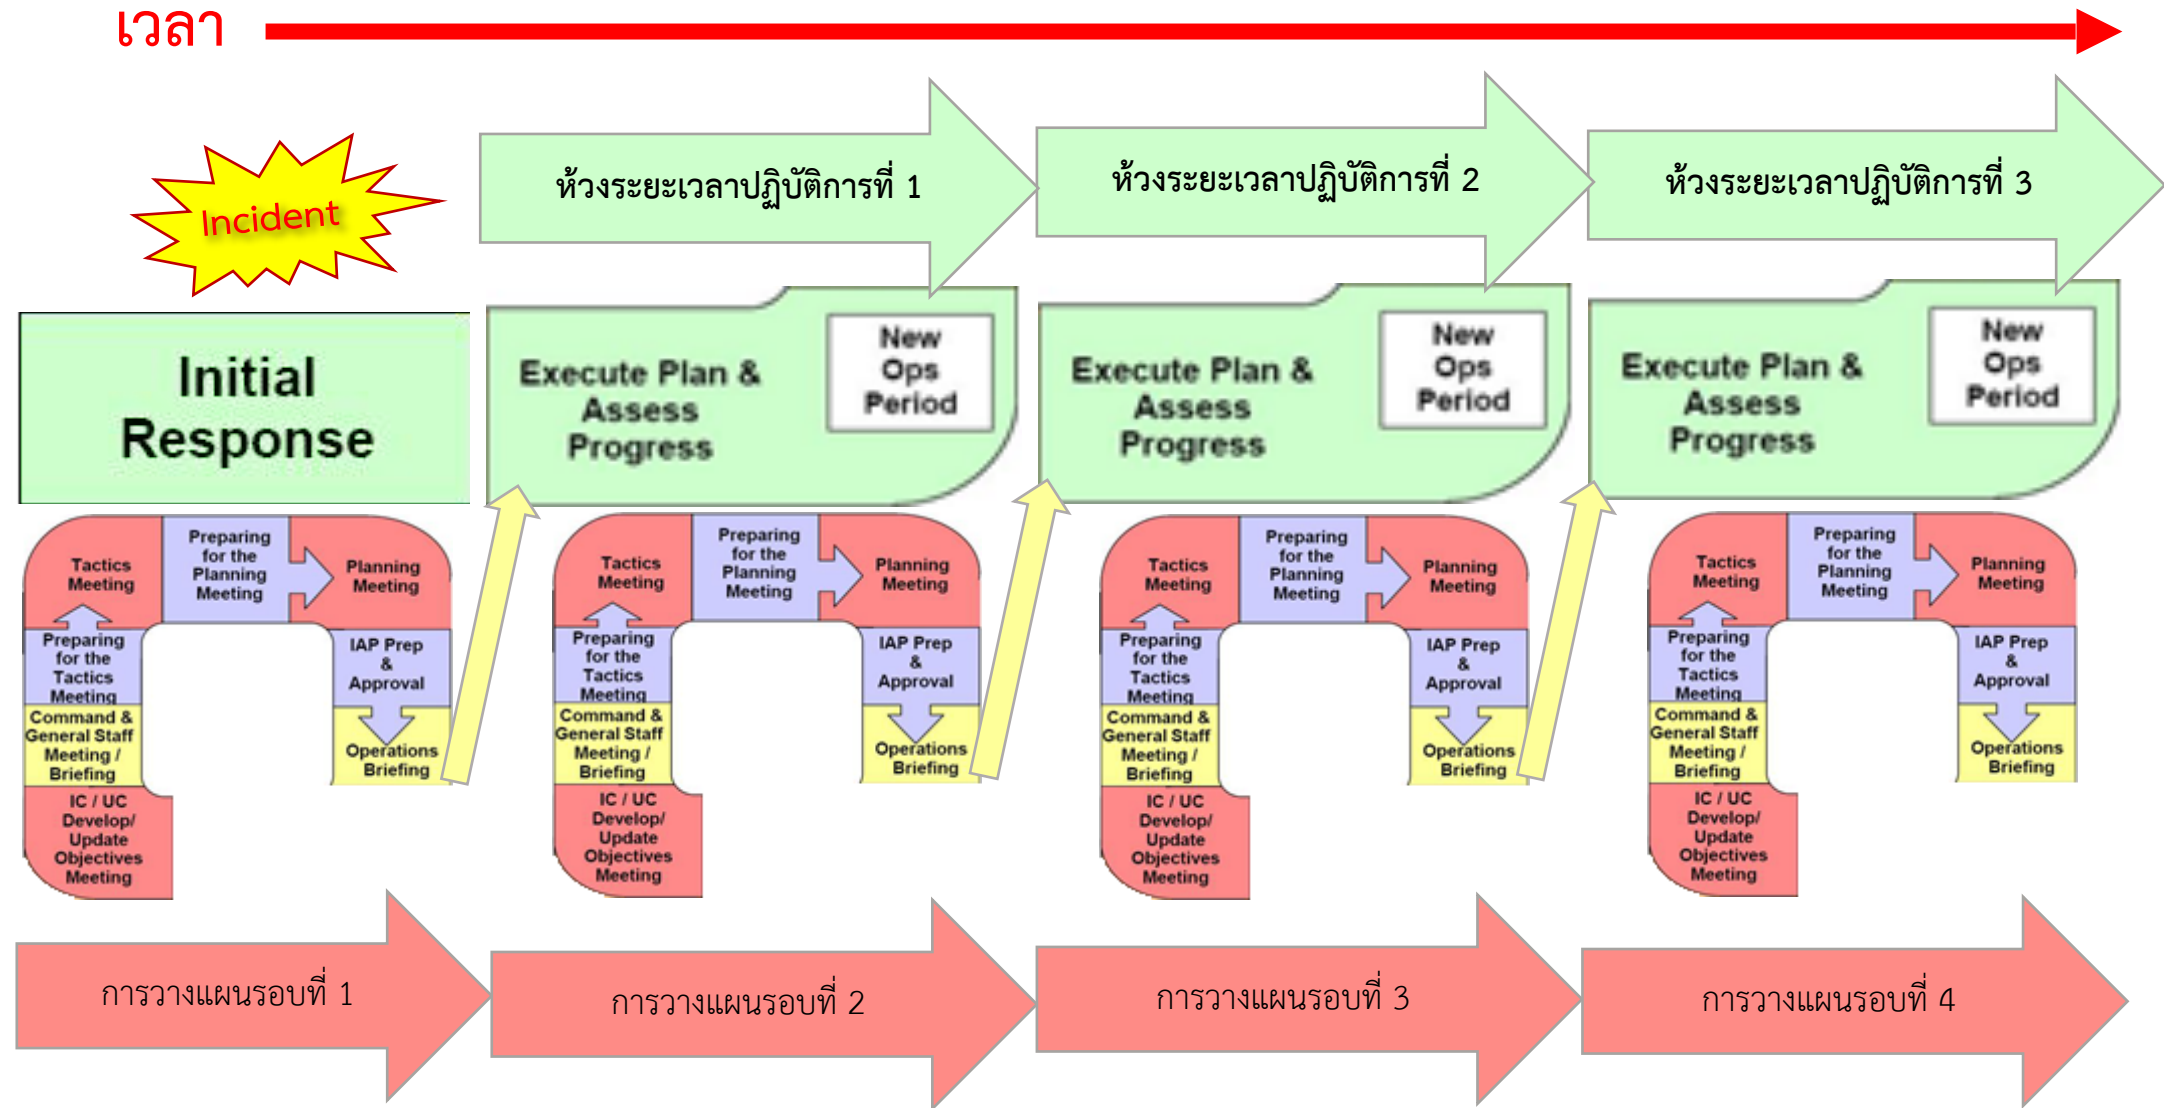 เวลา
Incident
ห้วงระยะเวลาปฏิบัติการที่ 1
ห้วงระยะเวลาปฏิบัติการที่ 2
ห้วงระยะเวลาปฏิบัติการที่ 3
Initial
Response
Execute Plan &
Assess
Progress
New
Ops
Period
Execute Plan &
Assess
Progress
New
Ops
Period
Execute Plan &
Assess
Progress
New
Ops
Period
Tactics
Meeting
Preparing
for the
Planning
Meeting
Planning
Meeting
Preparing
for the
Tactics
Meeting
IAP Prep
&
Approval
Command &
General Staff
Meeting /
Briefing
Operations
Briefing
IC / UC
Develop/
Update
Objectives
Meeting
Tactics
Meeting
Preparing
for the
Planning
Meeting
Planning
Meeting
Preparing
for the
Tactics
Meeting
IAP Prep
&
Approval
Command &
General Staff
Meeting /
Briefing
Operations
Briefing
IC / UC
Develop/
Update
Objectives
Meeting
Tactics
Meeting
Preparing
for the
Planning
Meeting
Planning
Meeting
Preparing
for the
Tactics
Meeting
IAP Prep
&
Approval
Command &
General Staff
Meeting /
Briefing
Operations
Briefing
IC / UC
Develop/
Update
Objectives
Meeting
Tactics
Meeting
Preparing
for the
Planning
Meeting
Planning
Meeting
Preparing
for the
Tactics
Meeting
IAP Prep
&
Approval
Command &
General Staff
Meeting /
Briefing
Operations
Briefing
IC / UC
Develop/
Update
Objectives
Meeting
การวางแผนรอบที่ 1
การวางแผนรอบที่ 2
การวางแผนรอบที่ 3
การวางแผนรอบที่ 4